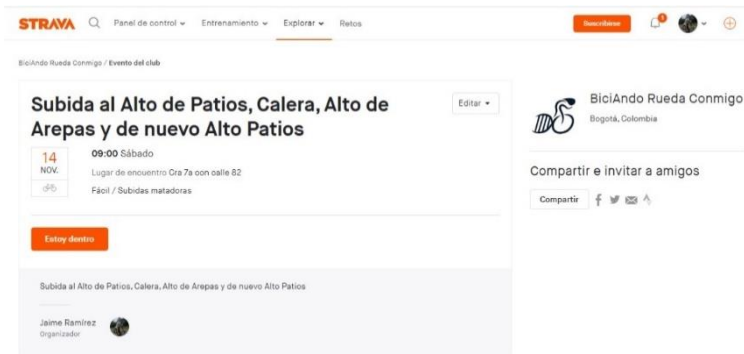 STRAVA Panel de control Entrenamiento Explorar Retos Suscribirse
BiciAndo Rueda Conmigo / Evento del club
Subida al Alto de Patios, Calera, Alto de
Arepas y de nuevo Alto Patios
Editar
14
NOV.
09:00 Sábado
Lugar de encuentro Cra 7a con calle 82
Fácil / Subidas matadoras
Estoy dentro
Subida al Alto de Patios, Calera, Alto de Arepas y de nuevo Alto Patios
Jaime Ramírez
Organizador
BiciAndo Rueda Conmigo
Bogotá, Colombia
Compartir e invitar a amigos
Compartir